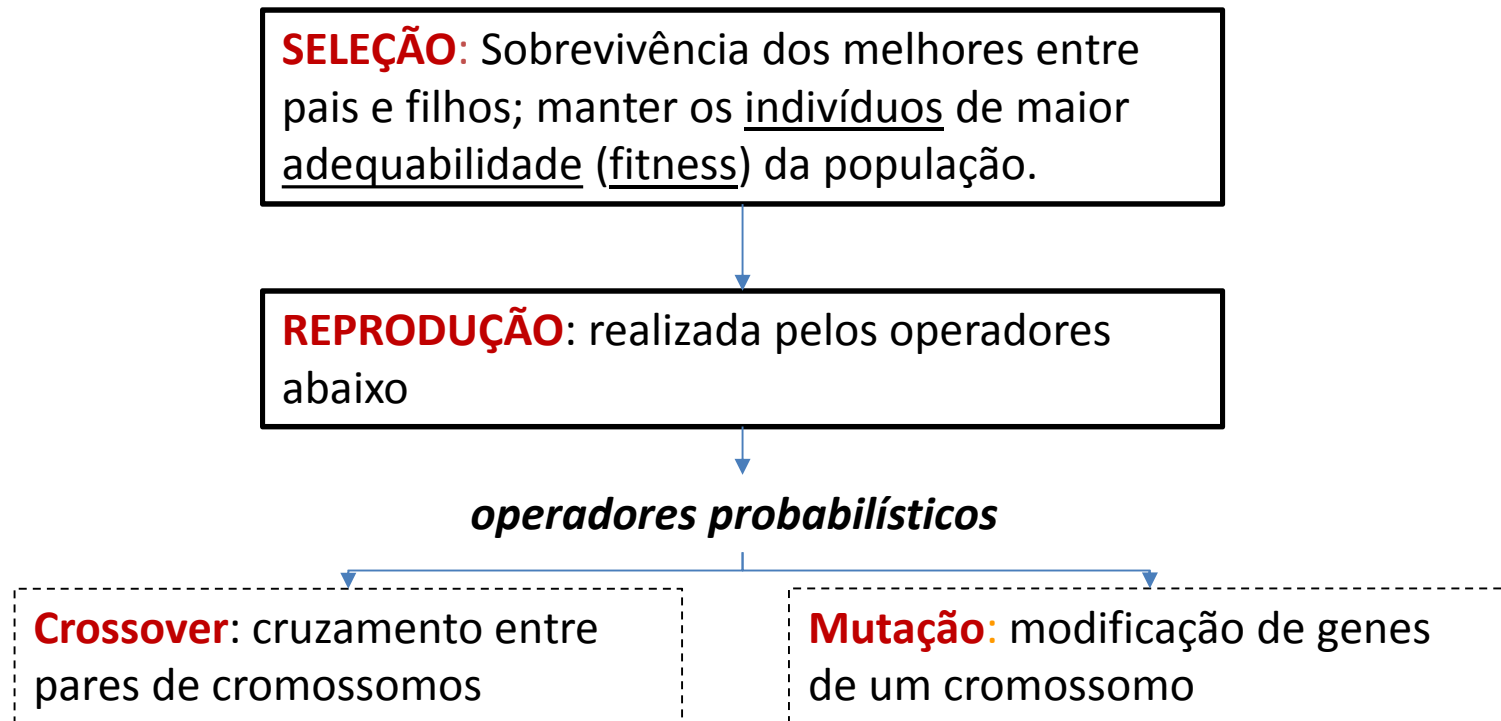 SELEÇÃO: Sobrevivência dos melhores entre
pais e filhos; manter os indivíduos de maior
adequabilidade (fitness) da população.
REPRODUÇÃO: realizada pelos operadores
abaixo
operadores probabilísticos
Crossover: cruzamento entre
pares de cromossomos
Mutação: modificação de genes
de um cromossomo